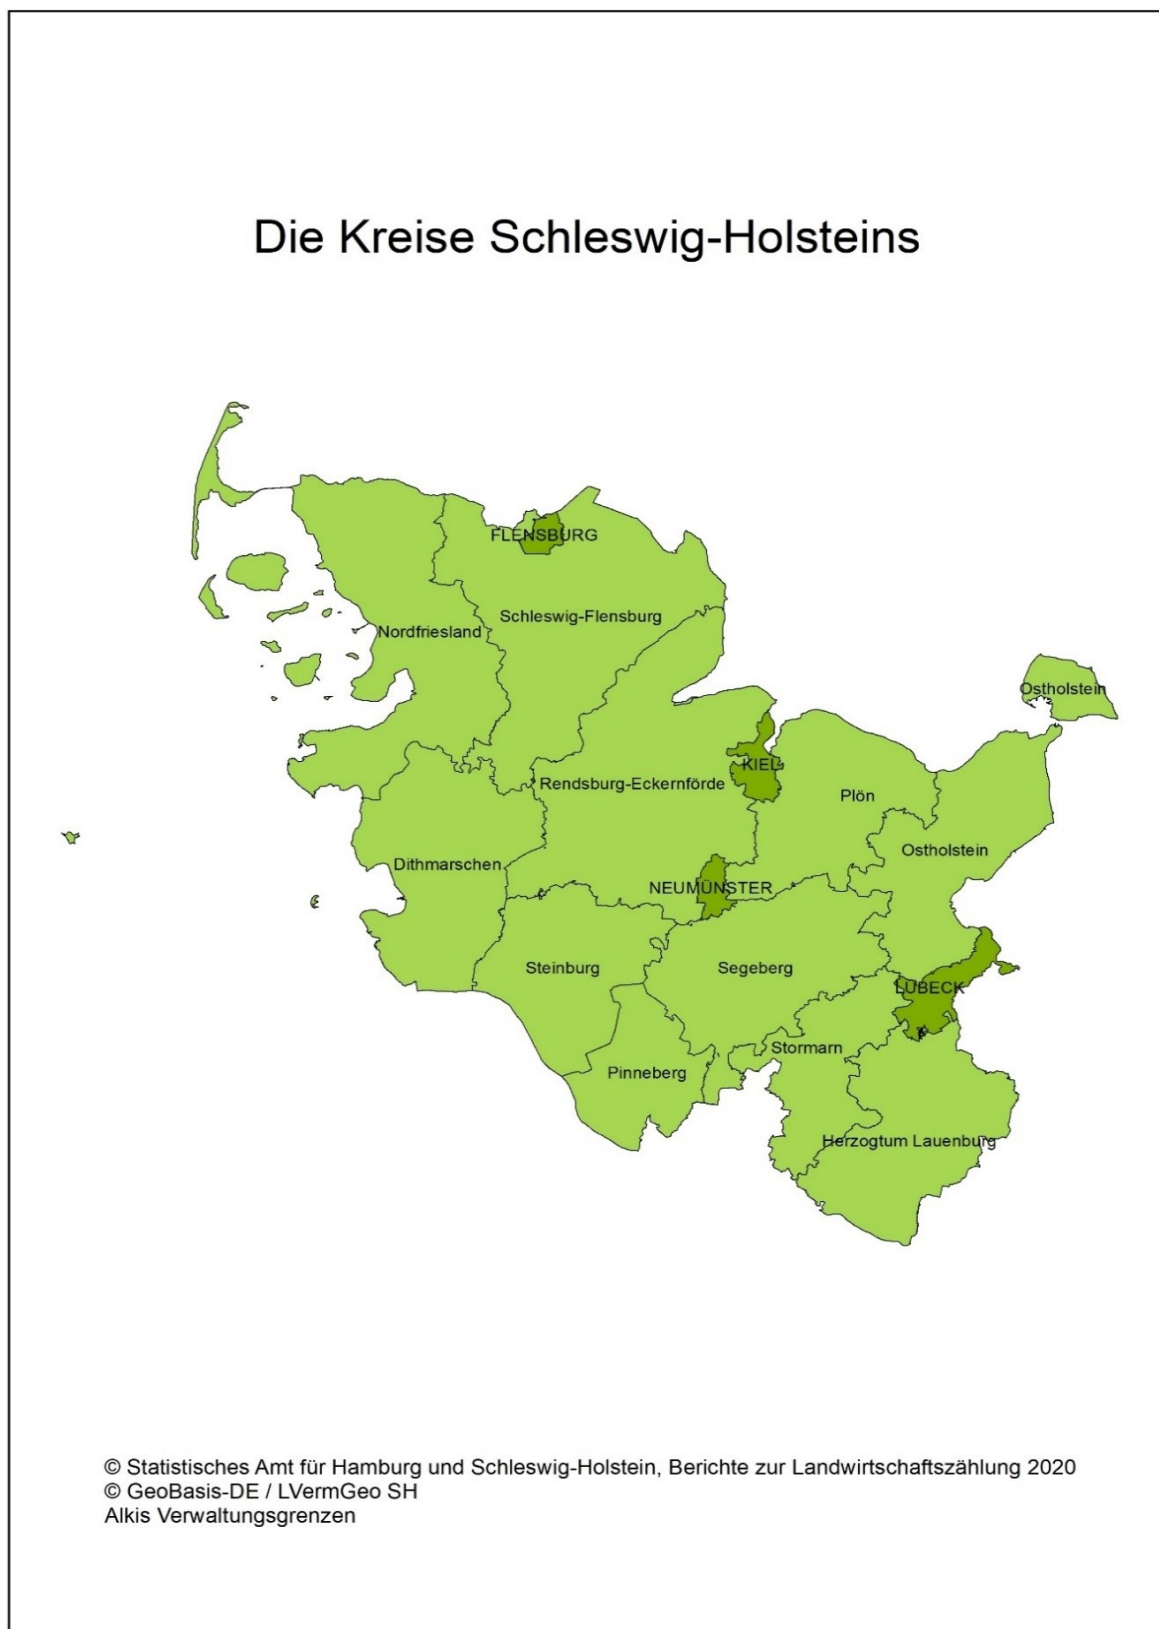 Die Kreise Schleswig-Holsteins
FLENSBURG
Schleswig-Flensburg
Nordfriesland
Ostholstein
KIEL
Rendsburg-Eckernförde
Plön
Ostholstein
Dithmarschen
NEUMÜNSTER
Steinburg
Segeberg
LÜBECK
Stormarn
Pinneberg
Herzogtum Lauenburg
© Statistisches Amt für Hamburg und Schleswig-Holstein, Berichte zur Landwirtschaftszählung 2020
© GeoBasis-DE / LVermGeo SH
Alkis Verwaltungsgrenzen